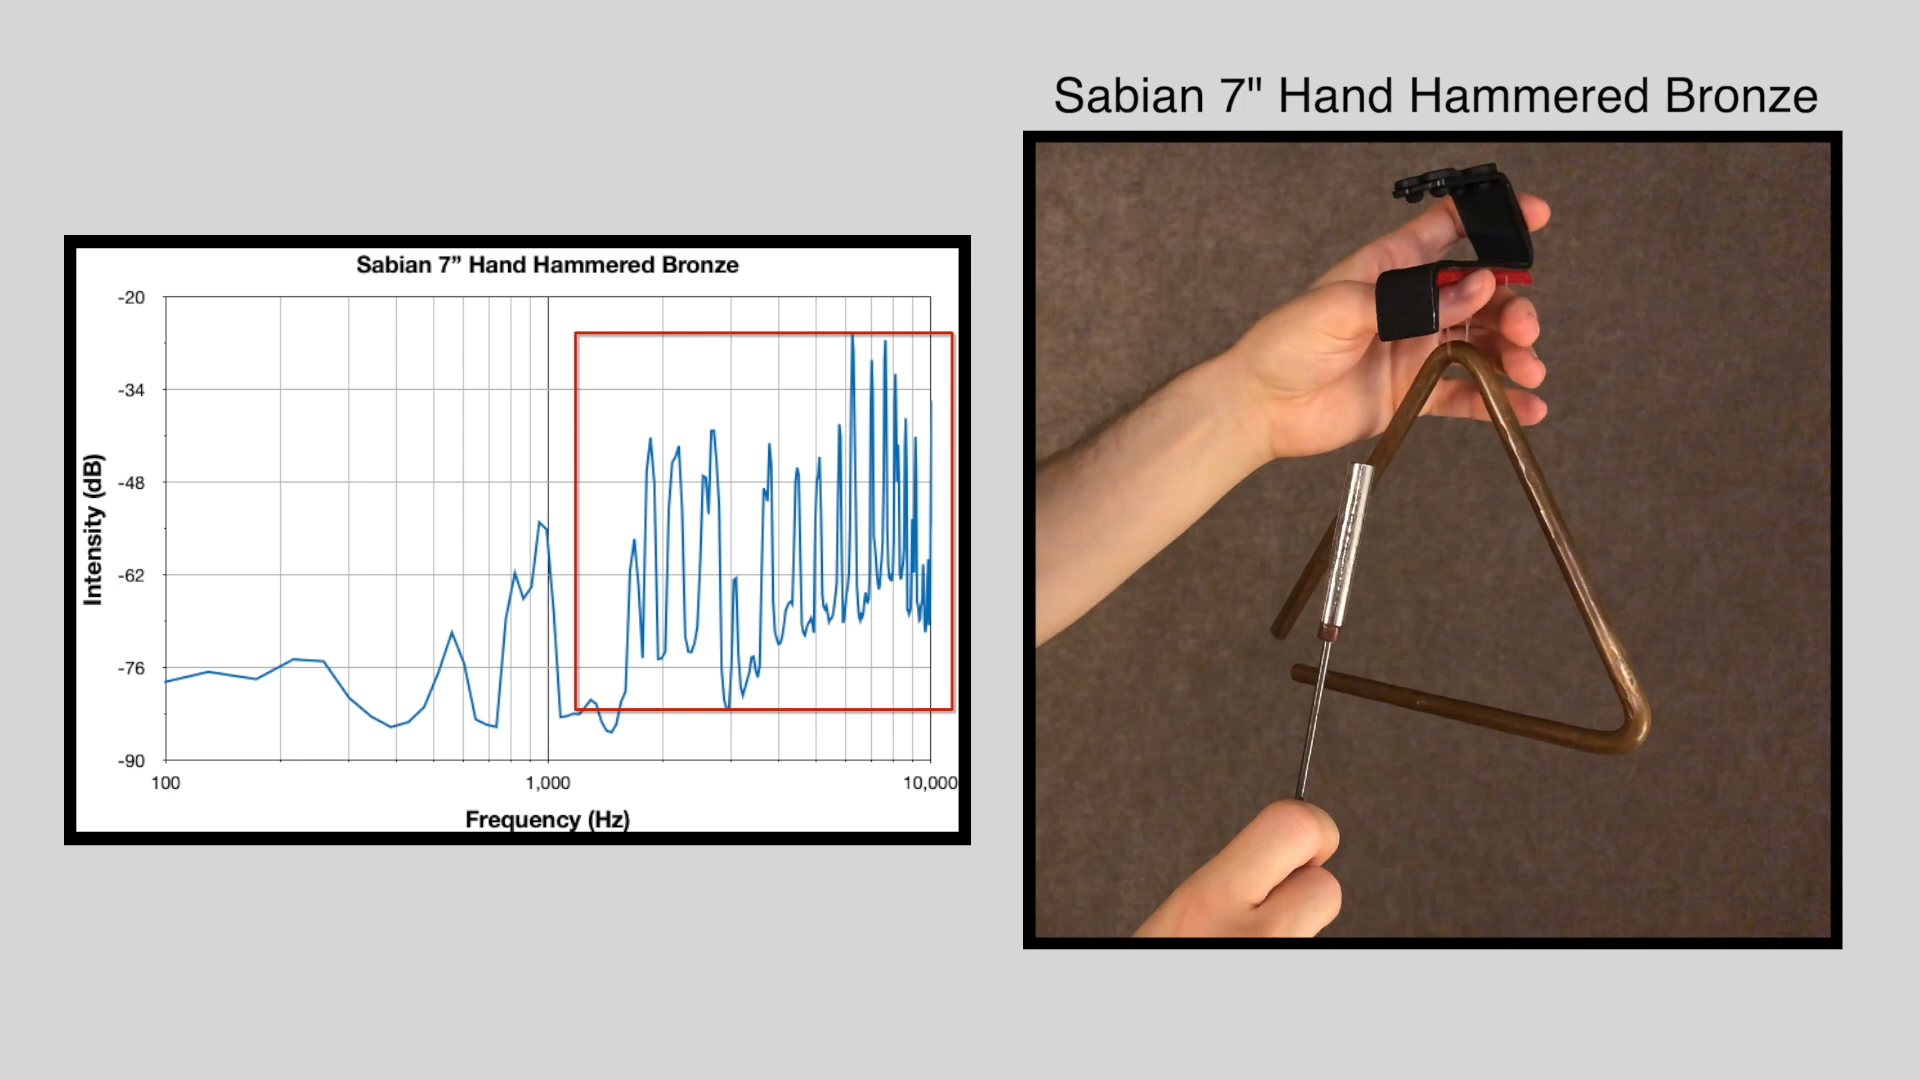 Sabian 7" Hand Hammered Bronze
Sabian 7” Hand Hammered Bronze
Intensity (dB)
-20
-34
-48
-62
-76
-90
100 1,000 10,000
Frequency (Hz)